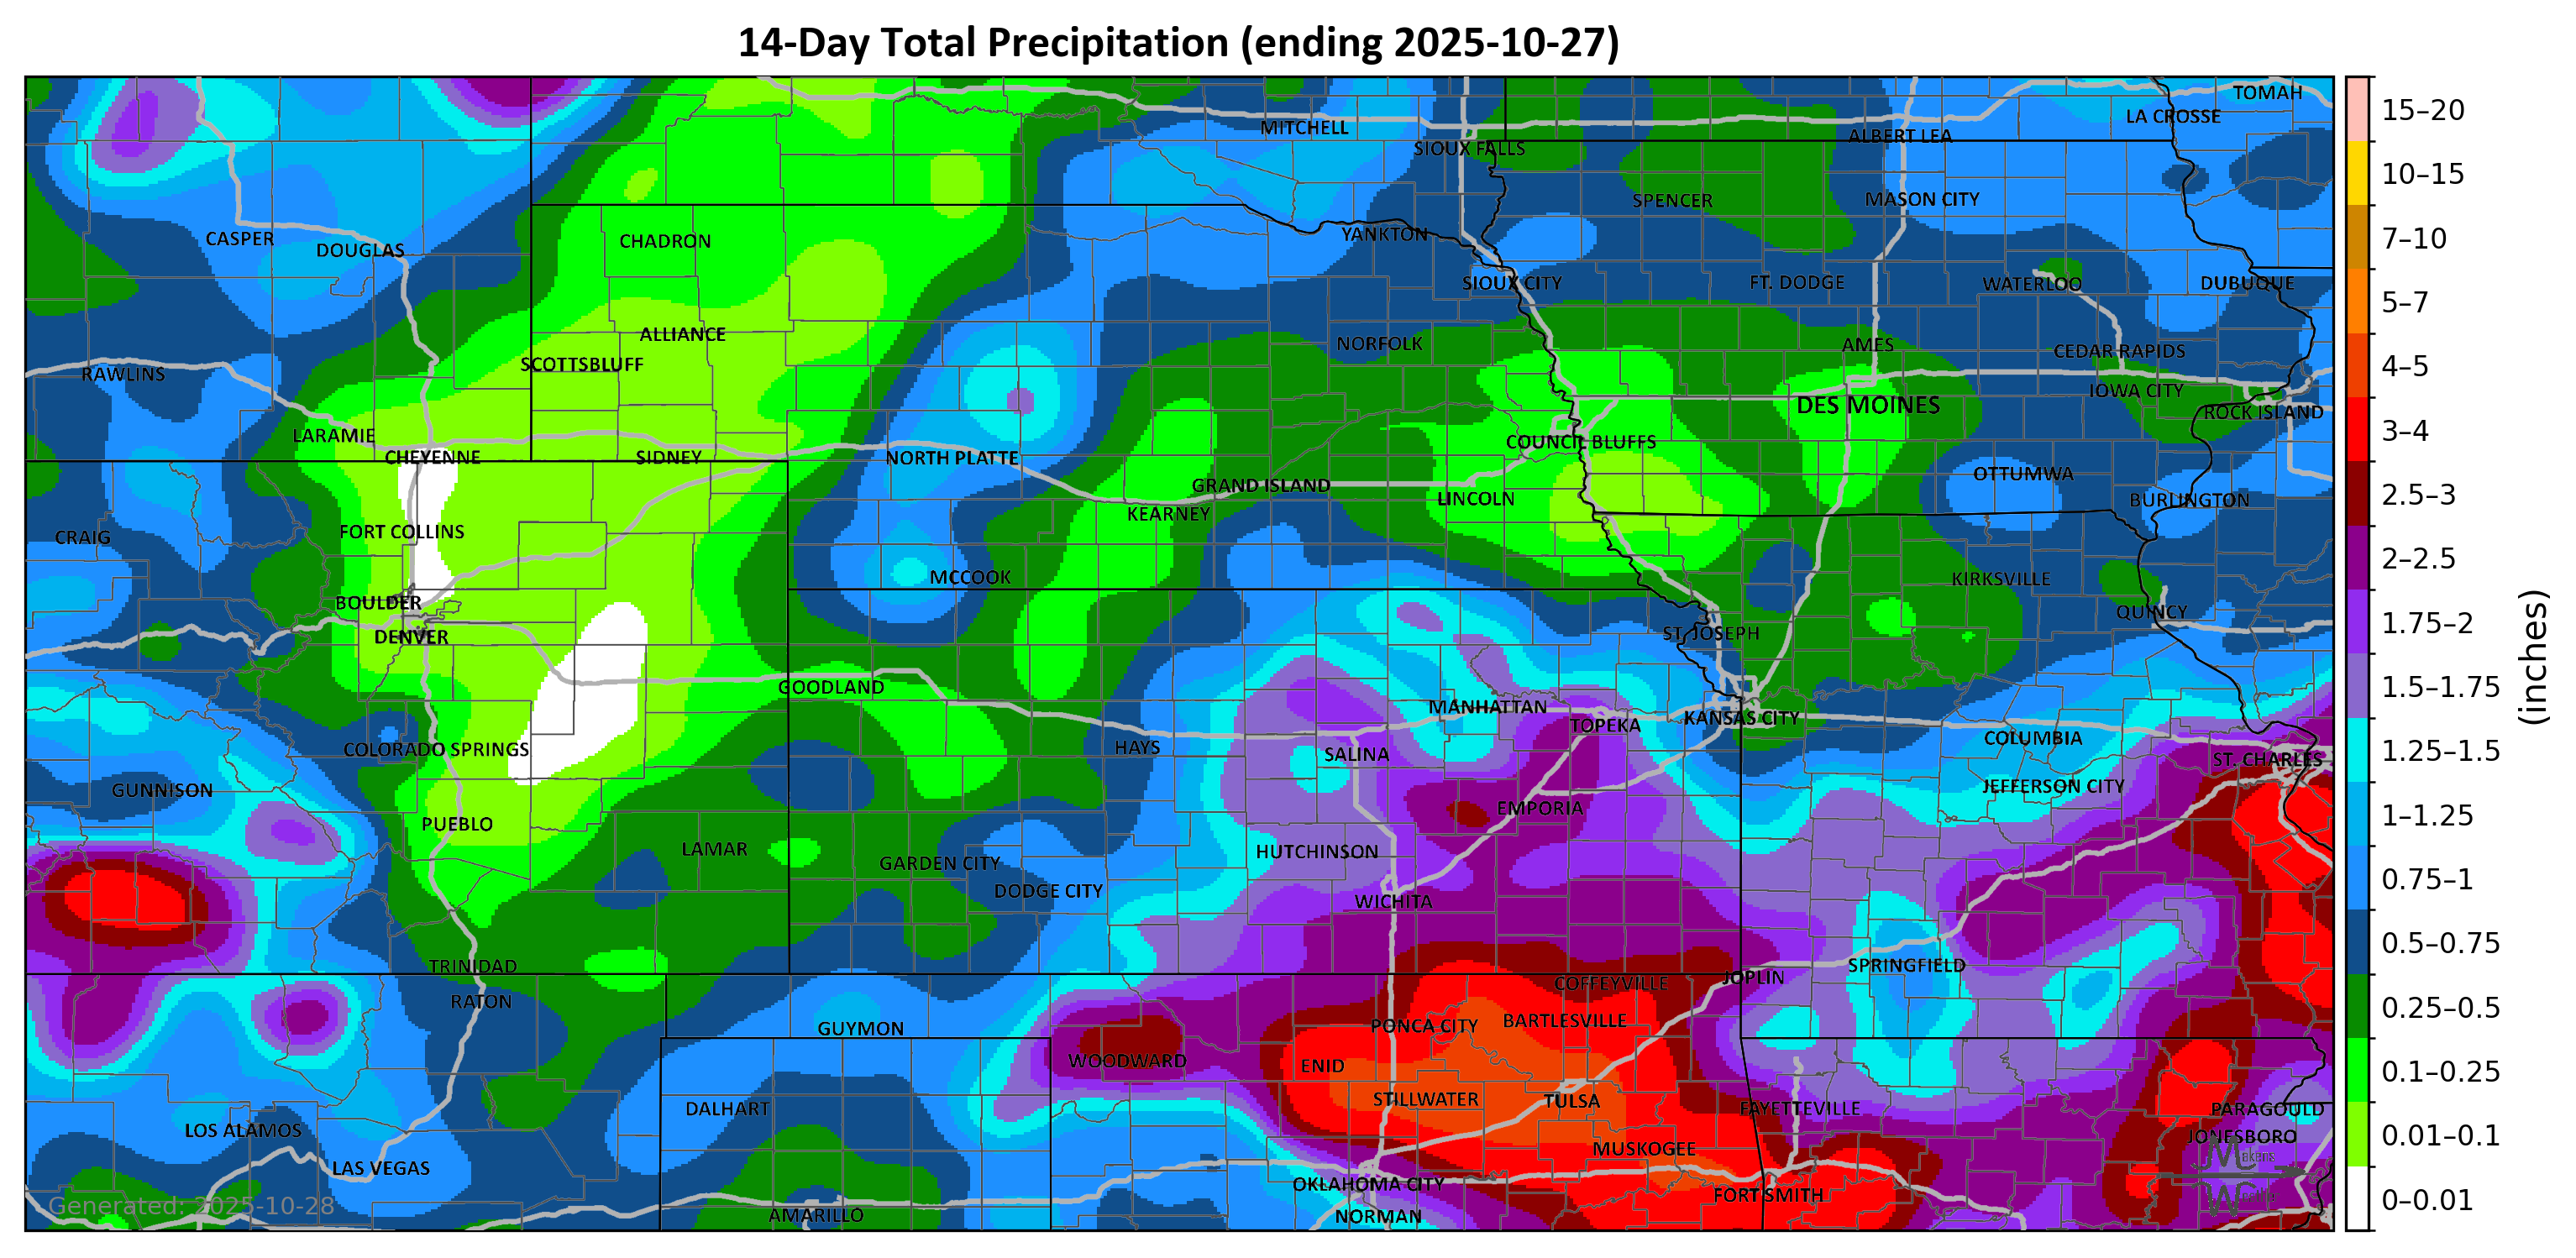 14-Day Total Precipitation (ending 2025-10-27)
TOMAH
LA CROSSE
MITCHELL
ALBERT LEA
SIOUX FALLS
SPENCER
MASON CITY
CASPER
DOUGLAS
CHADRON
YANKTON
SIOUX CITY
FT. DODGE
WATERLOO
DUBUQUE
ALLIANCE
NORFOLK
AMES
CEDAR RAPIDS
SCOTTSBLUFF
RAWLINS
IOWA CITY
DES MOINES
ROCK ISLAND
LARAMIE
COUNCIL BLUFFS
CHEYENNE
SIDNEY
NORTH PLATTE
OTTUMWA
GRAND ISLAND
LINCOLN
BURLINGTON
KEARNEY
CRAIG
FORT COLLINS
MCCOOK
KIRKSVILLE
BOULDER
QUINCY
DENVER
ST. JOSEPH
GOODLAND
MANHATTAN
TOPEKA
KANSAS CITY
COLUMBIA
COLORADO SPRINGS
HAYS
SALINA
ST. CHARLES
GUNNISON
JEFFERSON CITY
EMPORIA
PUEBLO
LAMAR
HUTCHINSON
GARDEN CITY
DODGE CITY
WICHITA
TRINIDAD
SPRINGFIELD
JOPLIN
COFFEYVILLE
RATON
GUYMON
PONCA CITY
BARTLESVILLE
WOODWARD
ENID
DALHART
STILLWATER
TULSA
FAYETTEVILLE
PARAGOULD
LOS ALAMOS
JONESBORO
MUSKOGEE
LAS VEGAS
OKLAHOMA CITY
FORT SMITH
AMARILLO
NORMAN
Generated: 2025-10-28
15–20
10–15
7–10
5–7
4–5
3–4
2.5–3
2–2.5
1.75–2
1.5–1.75
1.25–1.5
1–1.25
0.75–1
0.5–0.75
0.25–0.5
0.1–0.25
0.01–0.1
0–0.01
(inches)